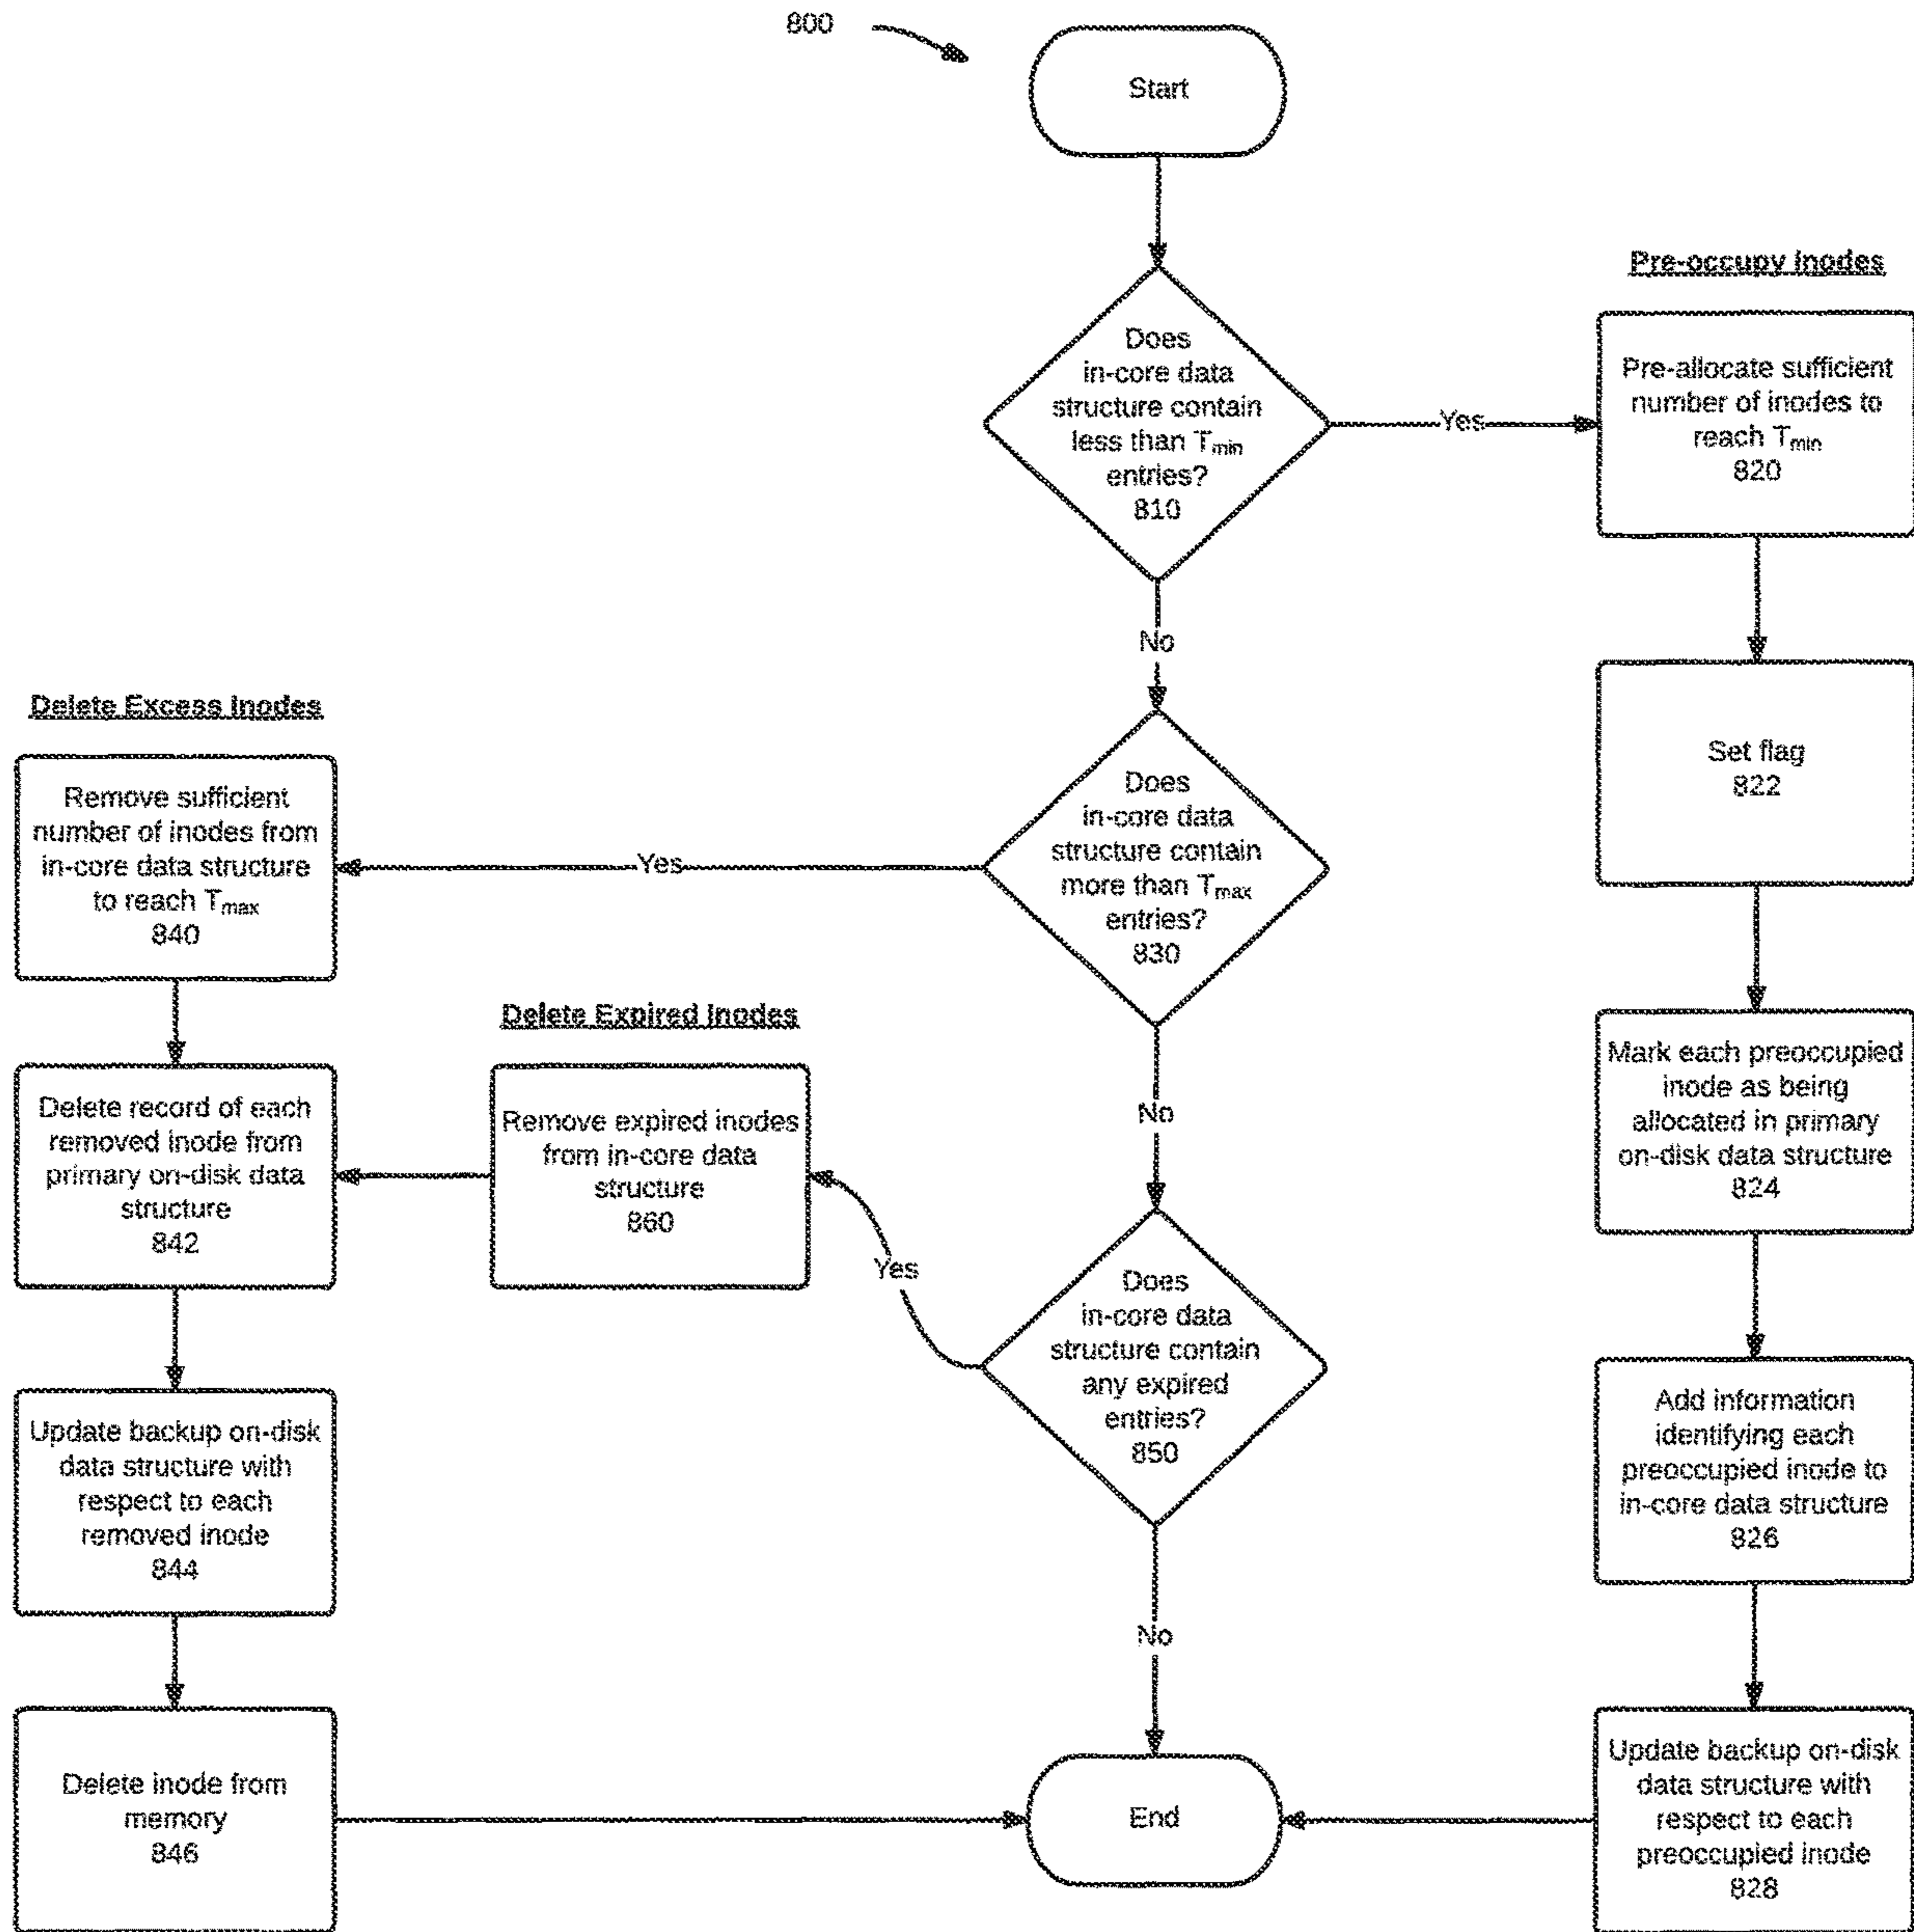 800
Start
Pre-occupy Inodes
Does
in-core data
structure contain
less than Tmin
entries?
810
Yes
Pre-allocate sufficient
number of inodes to
reach Tmin
820
No
Set flag
822
Delete Excess Inodes
Remove sufficient
number of inodes from
in-core data structure
to reach Tmax
840
Yes
Does
in-core data
structure contain
more than Tmax
entries?
830
Delete Expired Inodes
Mark each preoccupied
inode as being
allocated in primary
on-disk data structure
824
Delete record of each
removed inode from
primary on-disk data
structure
842
Remove expired inodes
from in-core data
structure
860
No
Yes
Does
in-core data
structure contain
any expired
entries?
850
Add information
identifying each
preoccupied inode to
in-core data structure
826
Update backup on-disk
data structure with
respect to each
removed inode
844
No
Delete inode from
memory
846
End
Update backup on-disk
data structure with
respect to each
preoccupied inode
828